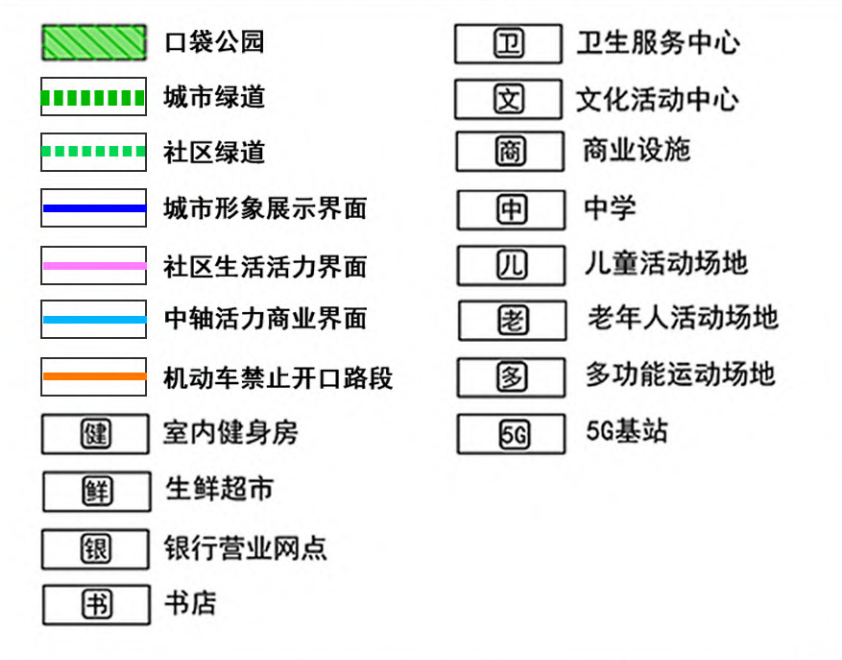 口袋公园
城市绿道
社区绿道
城市形象展示界面
社区生活活力界面
中轴活力商业界面
机动车禁止开口路段
健 室内健身房
鲜 生鲜超市
银 银行营业网点
书 书店
卫 卫生服务中心
文 文化活动中心
商 商业设施
中 中学
儿 儿童活动场地
老 老年人活动场地
多 多功能运动场地
5G 5G基站